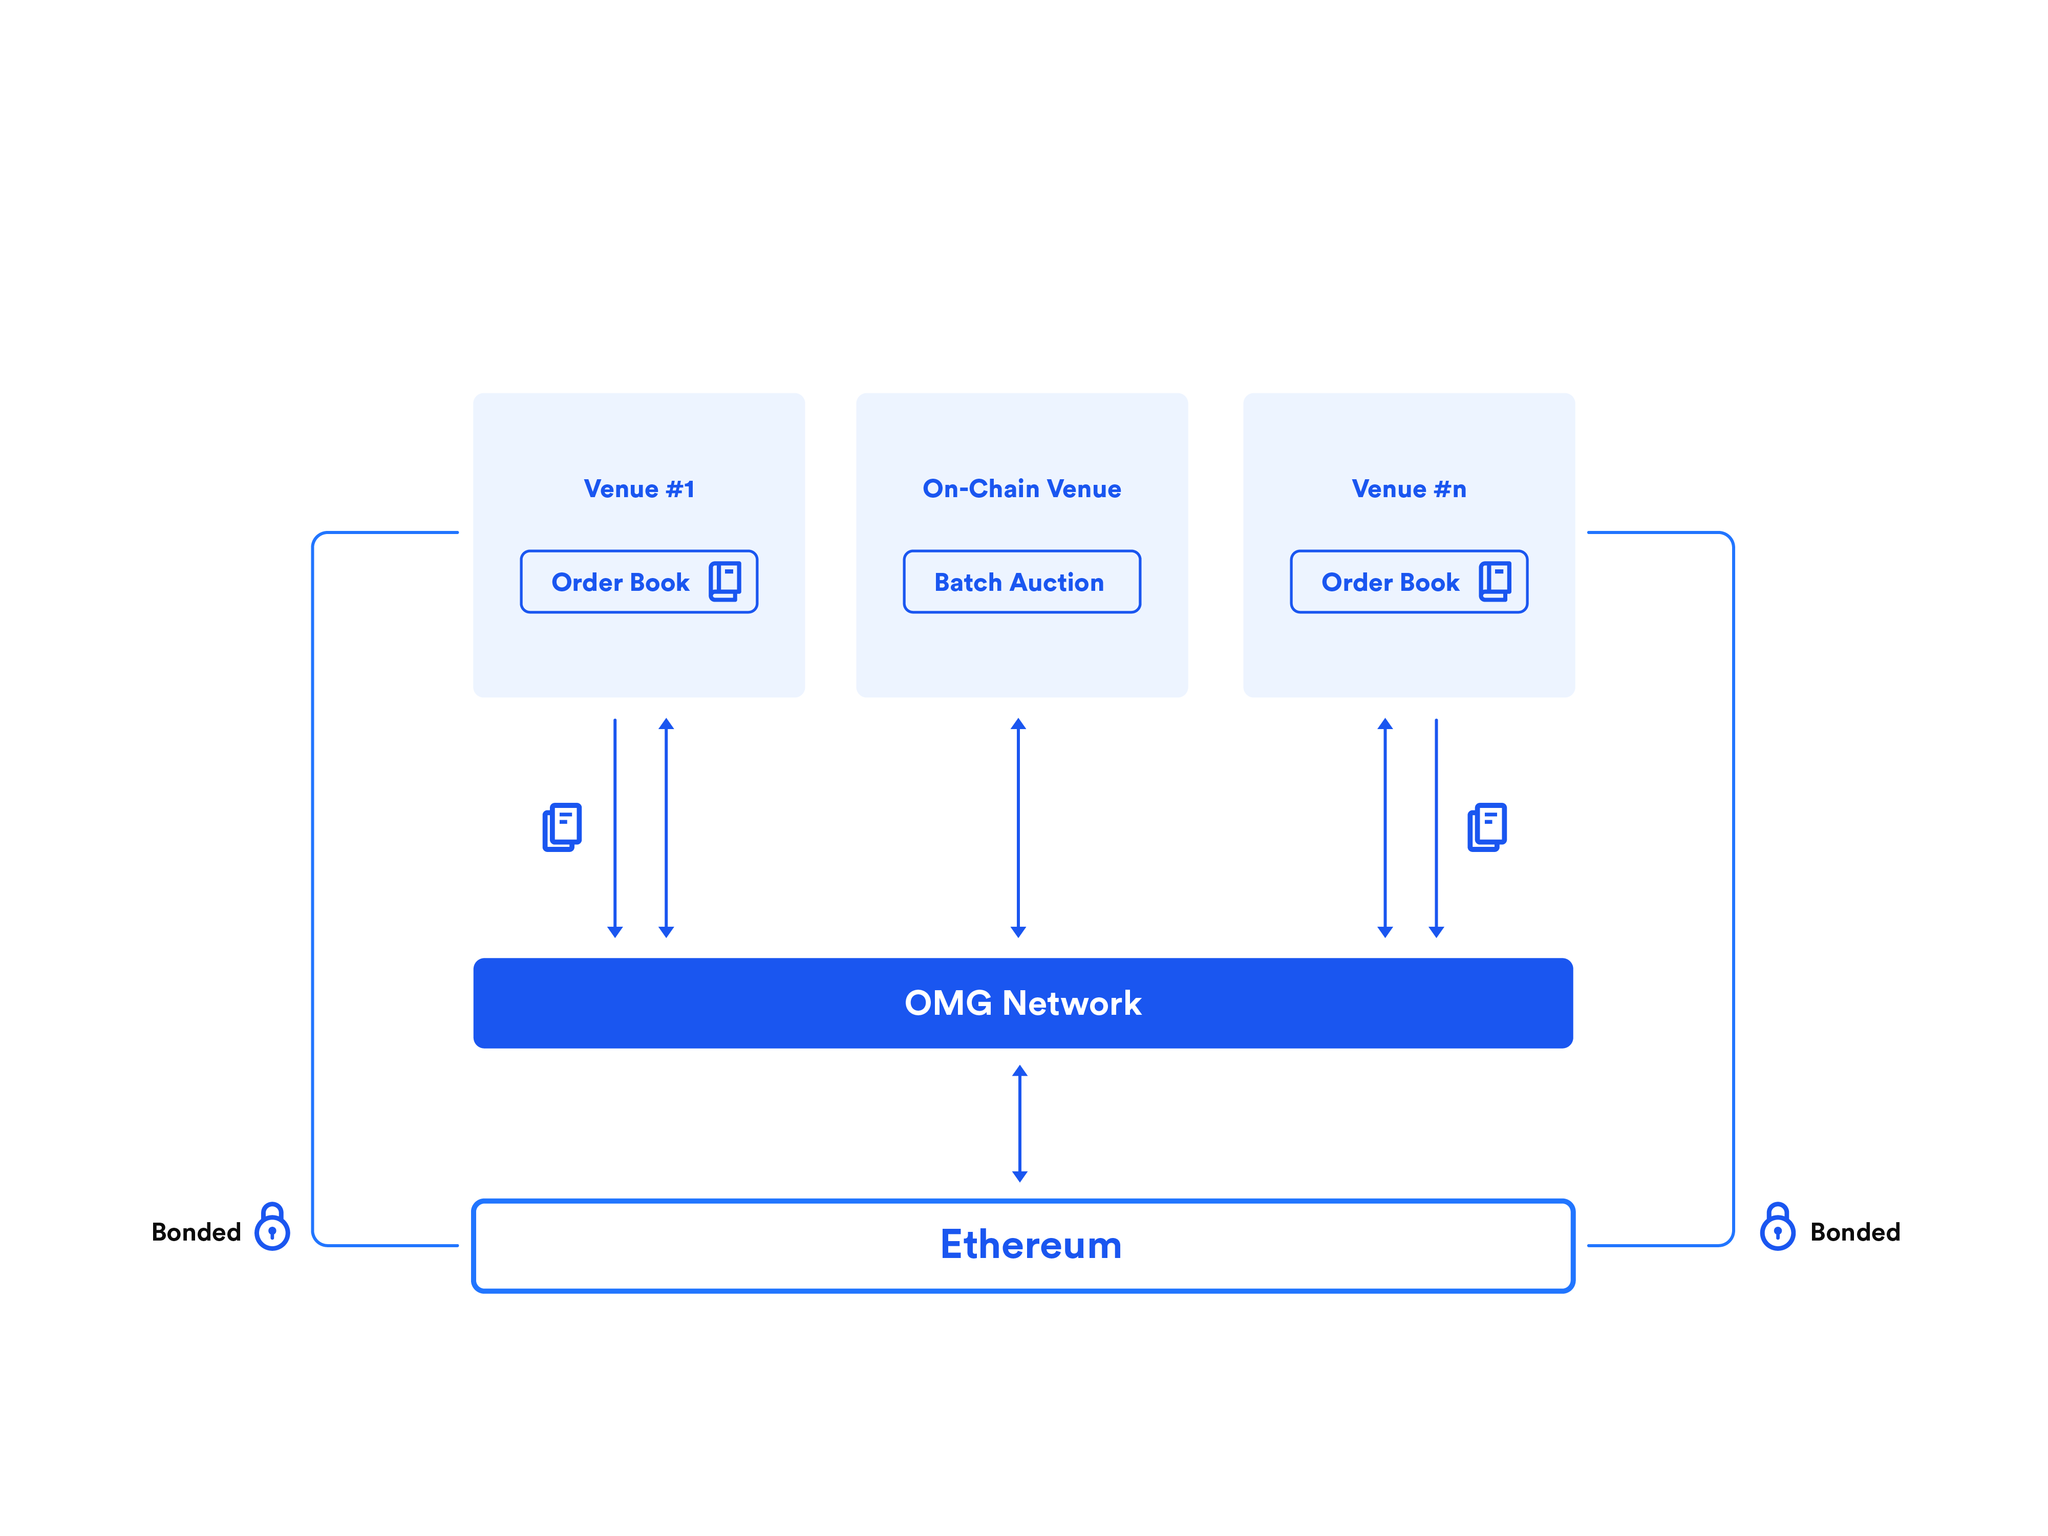 Venue #1
On-Chain Venue
Venue #n
Order Book
Batch Auction
Order Book
OMG Network
Bonded
Ethereum
Bonded